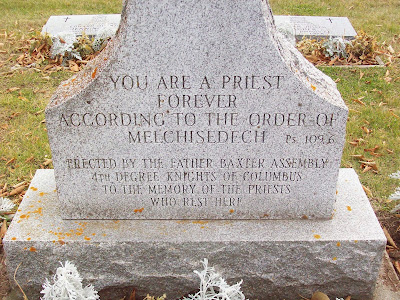 YOU ARE A PRIEST
FOREVER
ACCORDING TO THE ORDER OF
MELCHISEDECH Ps. 109.6
ERECTED BY THE FATHER BAXTER ASSEMBLY
4TH DEGREE KNIGHTS OF COLUMBUS
TO THE MEMORY OF THE PRIESTS
WHO REST HERE